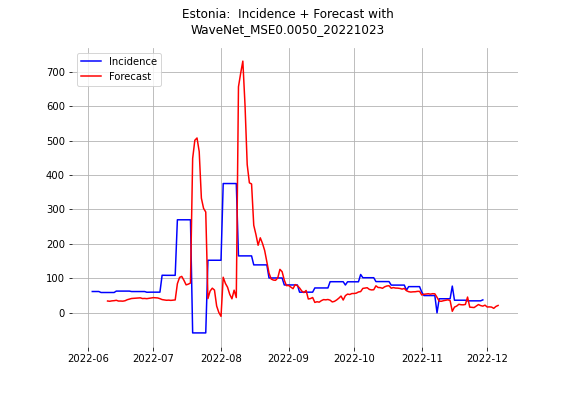 Estonia:  Incidence + Forecast with
WaveNet_MSE0.0050_20221023
Incidence
Forecast
700
600
500
400
300
200
100
0
2022-06 2022-07 2022-08 2022-09 2022-10 2022-11 2022-12